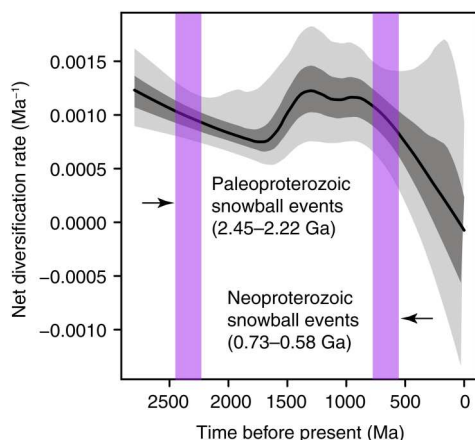 Net diversification rate (Ma⁻¹)
0.0015
0.0010
0.0005
0.0000
−0.0005
−0.0010
Paleoproterozoic
snowball events
(2.45–2.22 Ga)
Neoproterozoic
snowball events
(0.73–0.58 Ga)
2500 2000 1500 1000 500 0
Time before present (Ma)